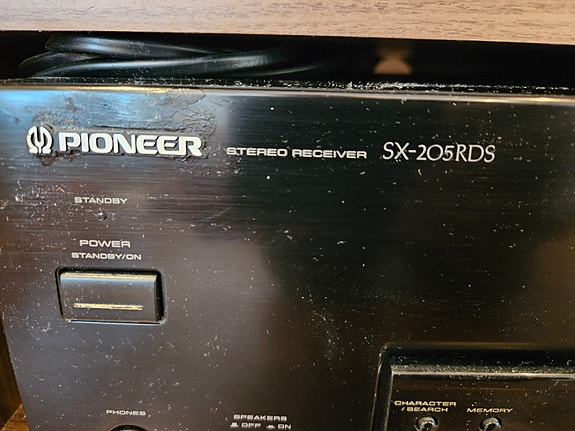 PIONEER STEREO RECEIVER SX-205RDS
STANDBY
POWER
STANDBY/ON
PHONES
SPEAKERS
OFF ON
CHARACTER
/SEARCH
MEMORY